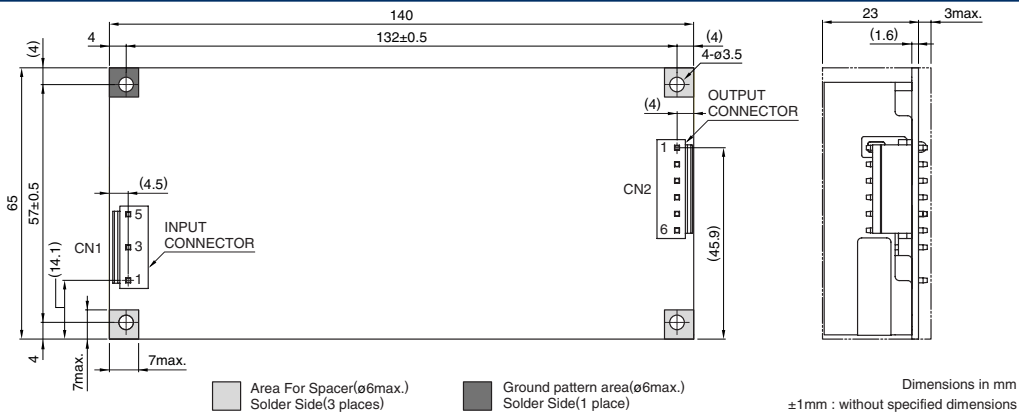 140
23
3max.
4
132±0.5
(4)
(1.6)
(4)
4-ø3.5
(4)
OUTPUT
CONNECTOR
1
CN2
6
(4.5)
65
57±0.5
5
INPUT
CONNECTOR
CN1
3
(14.1)
1
(45.9)
4
7max.
7max.
Area For Spacer(ø6max.)
Solder Side(3 places)
Ground pattern area(ø6max.)
Solder Side(1 place)
Dimensions in mm
±1mm : without specified dimensions